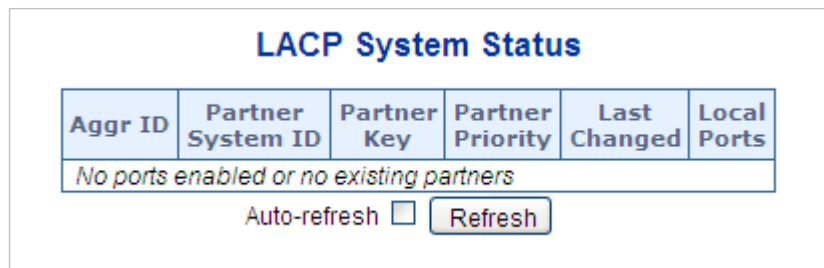 LACP System Status
Aggr ID Partner System ID Partner Key Partner Priority Last Changed Local Ports
No ports enabled or no existing partners
Auto-refresh Refresh